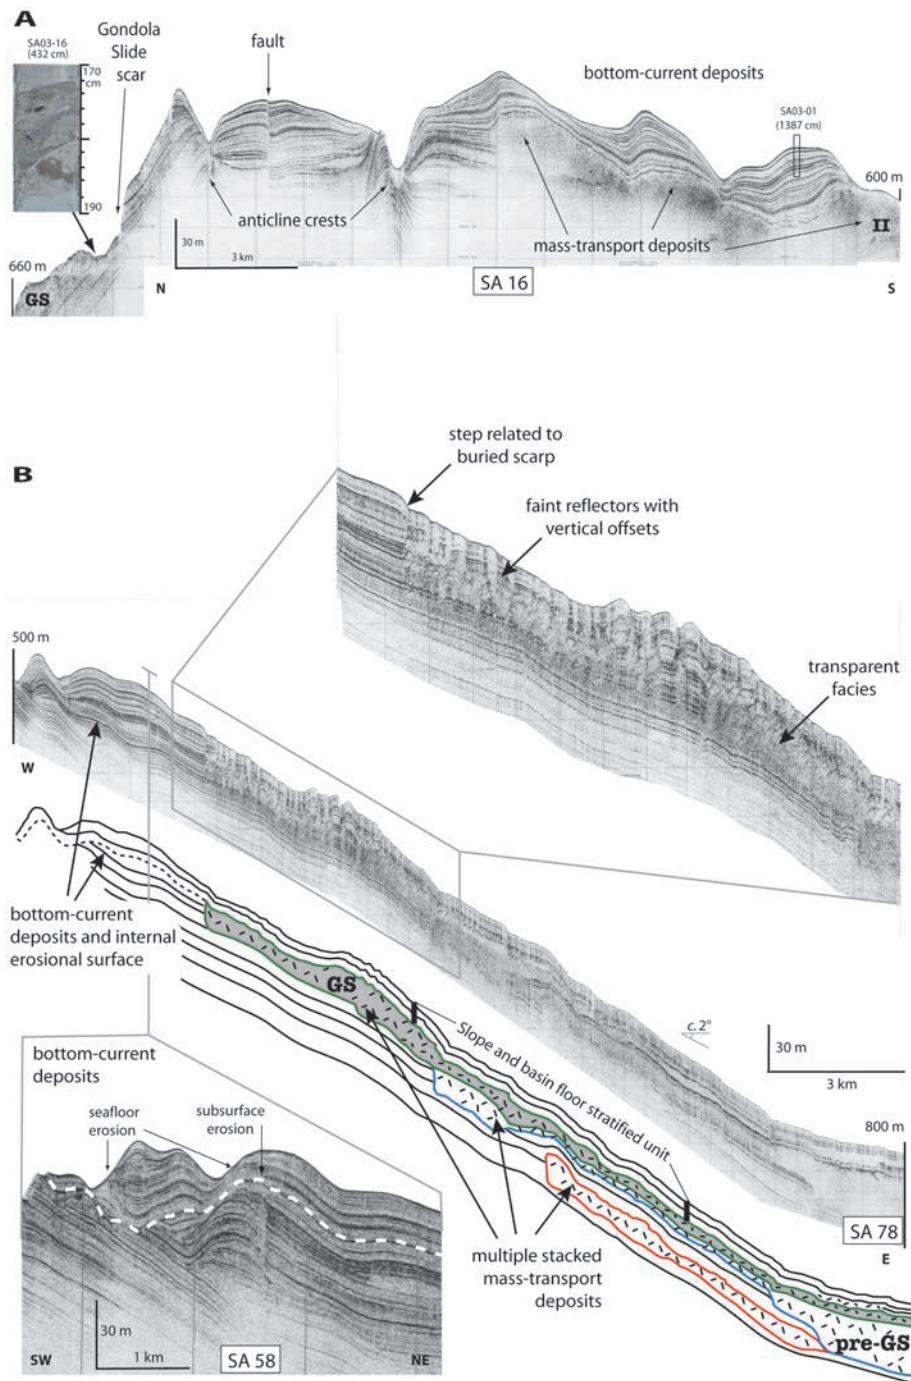 A
SA03-16
(432 cm)
170
cm
190
Gondola
Slide
scar
fault
bottom-current deposits
SA03-01
(1387 cm)
600 m
anticline crests
mass-transport deposits
II
30 m
3 km
660 m
GS
N
SA 16
S
B
step related to
buried scarp
faint reflectors with
vertical offsets
transparent
facies
500 m
W
bottom-current
deposits and internal
erosional surface
GS
Slope and basin floor stratified unit
c. 2°
30 m
3 km
800 m
SA 78
E
multiple stacked
mass-transport
deposits
pre-GS
bottom-current
deposits
seafloor
erosion
subsurface
erosion
30 m
1 km
SW
SA 58
NE